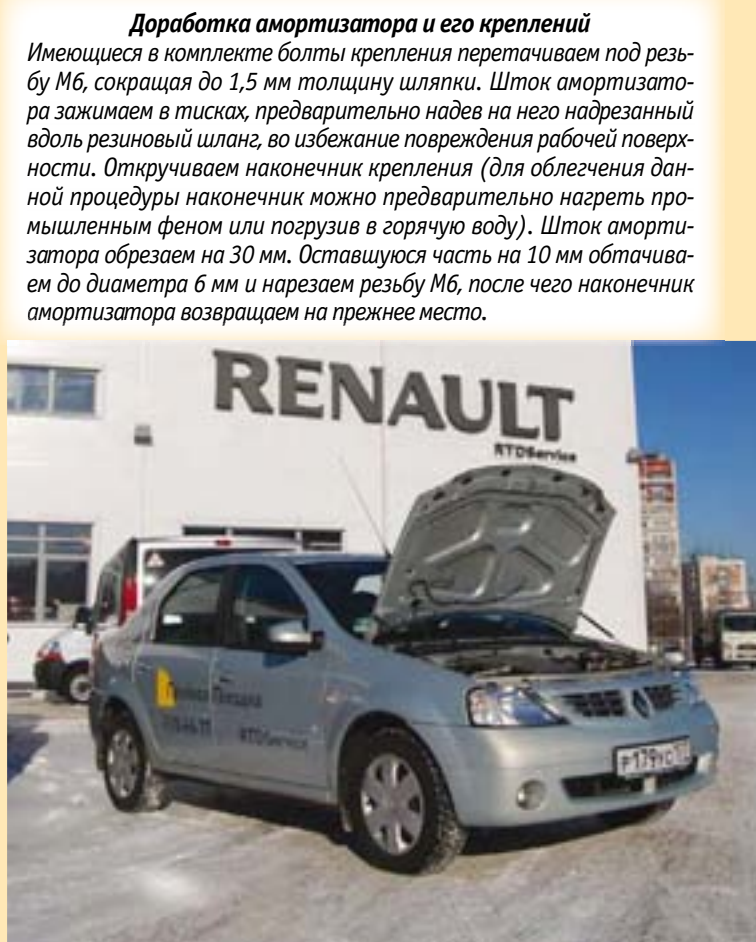 Доработка амортизатора и его креплений
Имеющиеся в комплекте болты крепления перетачиваем под резь-
бу М6, сокращая до 1,5 мм толщину шляпки. Шток амортизато-
ра зажимаем в тисках, предварительно надев на него надрезанный
вдоль резиновый шланг, во избежание повреждения рабочей поверх-
ности. Откручиваем наконечник крепления (для облегчения дан-
ной процедуры наконечник можно предварительно нагреть про-
мышленным феном или погрузив в горячую воду). Шток аморти-
затора обрезаем на 30 мм. Оставшуюся часть на 10 мм обтачива-
ем до диаметра 6 мм и нарезаем резьбу М6, после чего наконечник
амортизатора возвращаем на прежнее место.
RENAULT
RTDService
RTDService